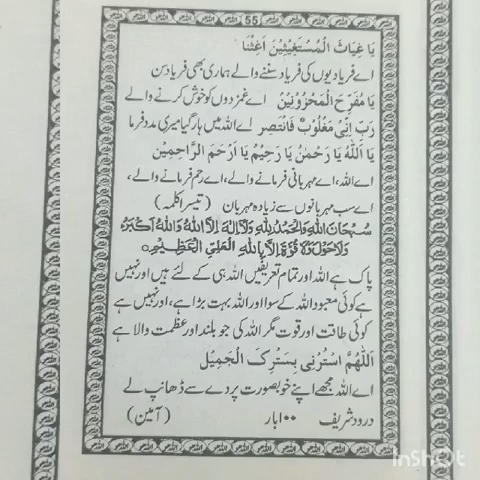 55
يَا غِيَاثَ الْمُسْتَغِيْثِيْنَ اَغِثْنَا
اے فریادیوں کی فریاد سننے والے ہماری بھی فریاد سن
يَا مُفَرِّحَ الْمَحْزُوْنِيْنَ اے غمزدوں کو خوش کرنے والے
رَبِّ اِنِّىْ مَغْلُوْبٌ فَانْتَصِرْ اے اللہ میں ہار گیا میری مدد فرما
يَا اَللّٰهُ يَا رَحْمٰنُ يَا رَحِيْمُ يَا اَرْحَمَ الرَّاحِمِيْنَ
اے اللہ، اے مہربانی فرمانے والے، اے رحم فرمانے والے،
اے سب مہربانوں سے زیادہ مہربان (تیسرا کلمہ)
سُبْحَانَ اللهِ وَالْحَمْدُ لِلّٰهِ وَلَا اِلٰهَ اِلَّا اللهُ وَاللهُ اَكْبَرُ
وَلَا حَوْلَ وَلَا قُوَّةَ اِلَّا بِاللهِ الْعَلِيِّ الْعَظِيْمِ
پاک ہے اللہ اور تمام تعریفیں اللہ ہی کے لئے ہیں اور نہیں
ہے کوئی معبود اللہ کے سوا اور اللہ بہت بڑا ہے، اور نہیں ہے
کوئی طاقت اور قوت مگر اللہ کی جو بلند اور عظمت والا ہے
اَللّٰهُمَّ اسْتُرْنِىْ بِسَتْرِكَ الْجَمِيْلِ
اے اللہ مجھے اپنے خوبصورت پردے سے ڈھانپ لے
درود شریف ۱۰۰ بار (آمین)
InShOt